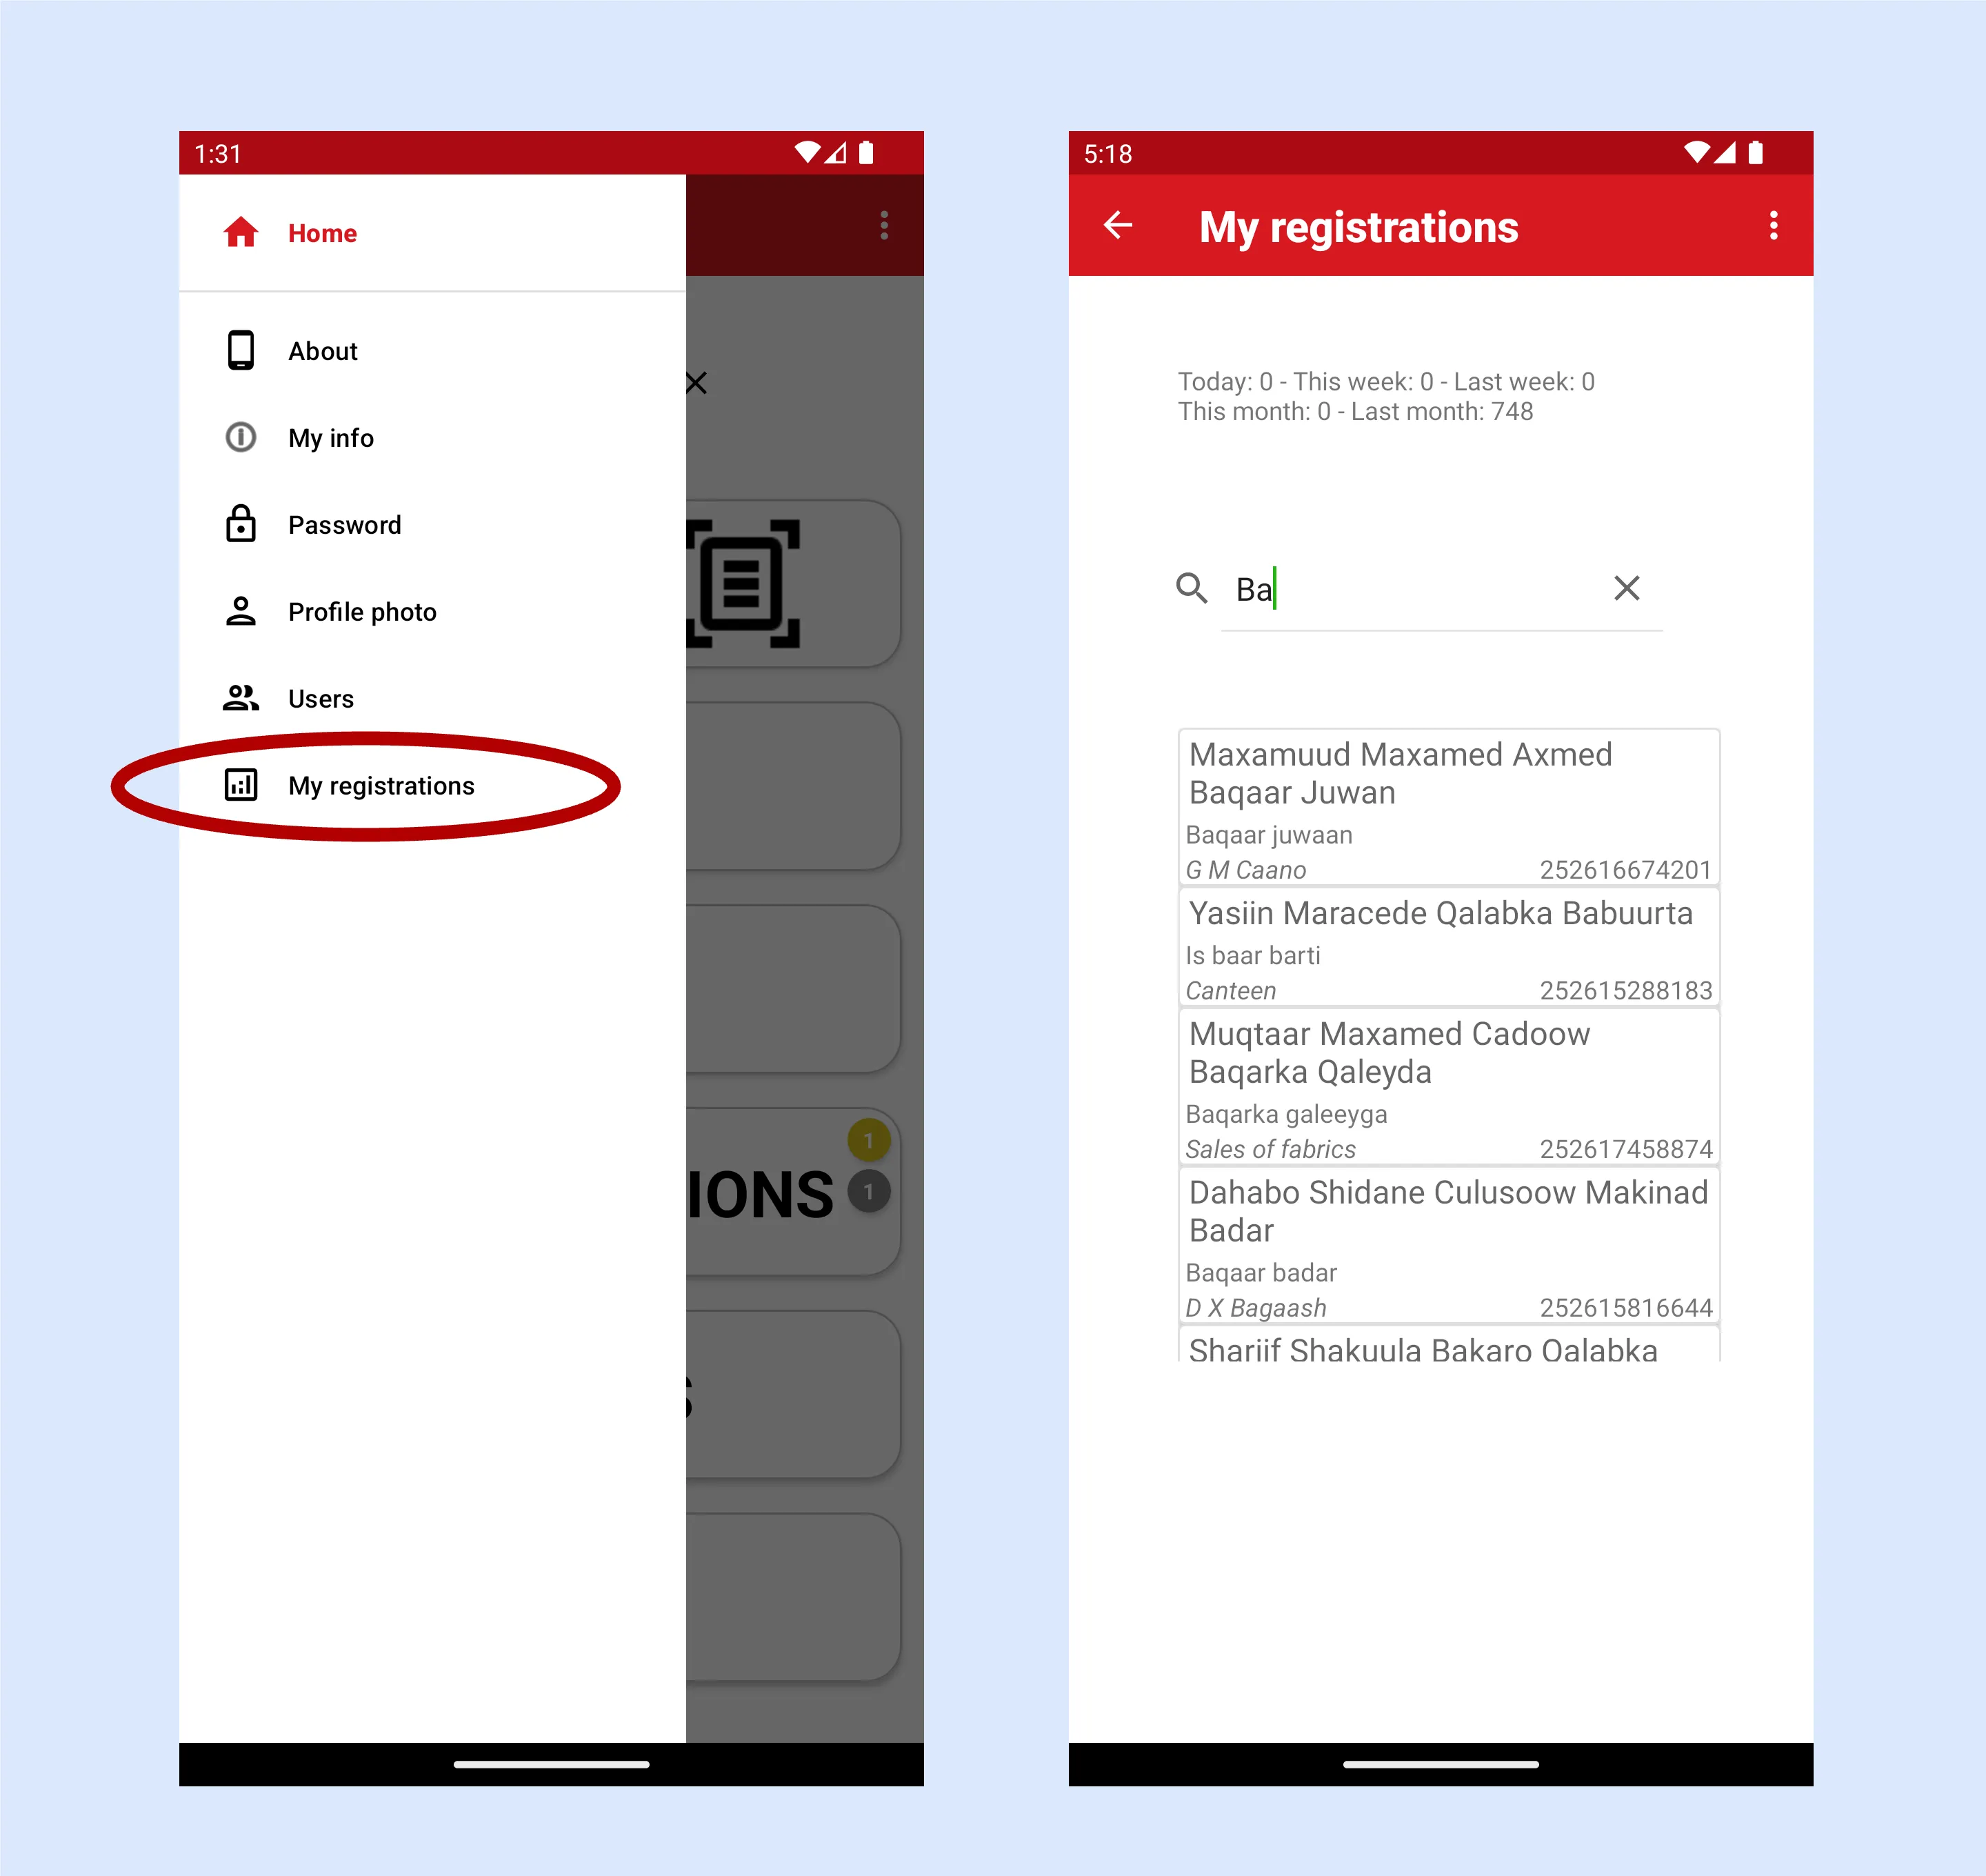 1:31
Home
About
My info
Password
Profile photo
Users
My registrations
IONS
1
1
S
5:18
My registrations
Today: 0 - This week: 0 - Last week: 0
This month: 0 - Last month: 748
Ba
Maxamuud Maxamed Axmed
Baqaar Juwan
Baqaar juwaan
G M Caano 252616674201
Yasiin Maracede Qalabka Babuurta
Is baar barti
Canteen 252615288183
Muqtaar Maxamed Cadoow
Baqarka Qaleyda
Baqarka galeeyga
Sales of fabrics 252617458874
Dahabo Shidane Culusoow Makinad
Badar
Baqaar badar
D X Bagaash 252615816644
Shariif Shakuula Bakaro Qalabka